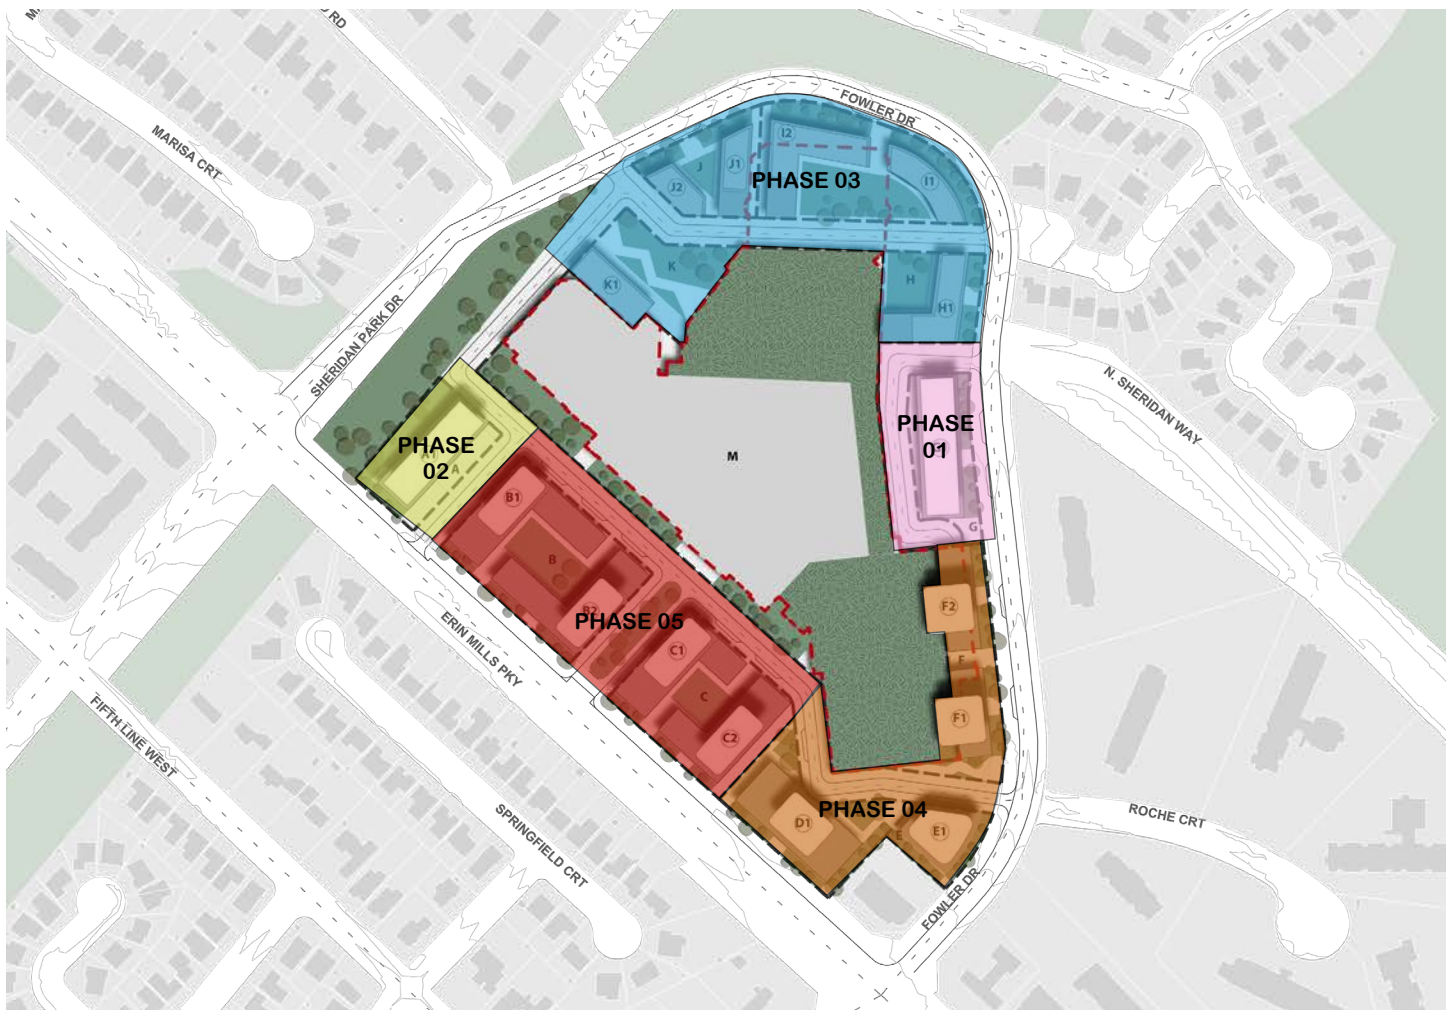 FOWLER DR
MARISA CRT
I2
J1
J
PHASE 03
I1
J2
K
H
K1
H1
SHERIDAN PARK DR
N. SHERIDAN WAY
PHASE
01
PHASE
02
A1
A
M
B1
G
B
F2
B2
PHASE 05
ERIN MILLS PKY
C1
F
C
FIFTH LINE WEST
F1
C2
PHASE 04
D1
E
E1
ROCHE CRT
SPRINGFIELD CRT
FOWLER DR